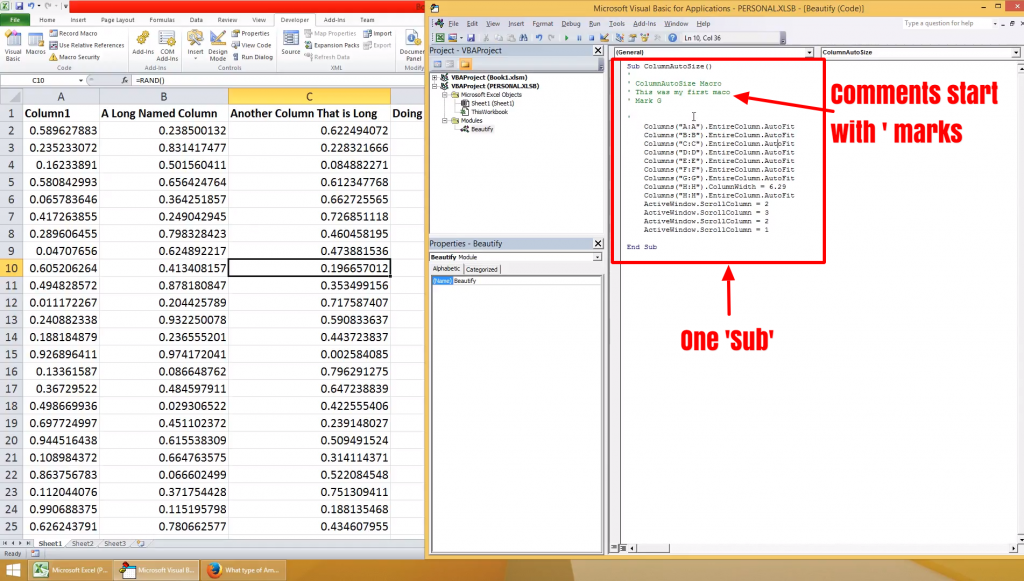 Microsoft Visual Basic for Applications - PERSONAL.XLSB - [Beautify (Code)]
File Home Insert Page Layout Formulas Data Review View Developer Add-Ins Team
File Edit View Insert Format Debug Run Tools Add-Ins Window Help
Type a question for help
Visual Basic
Macros
Record Macro
Use Relative References
Macro Security
Code
Add-Ins
COM Add-Ins
Add-Ins
Insert
Design Mode
Properties
View Code
Run Dialog
Controls
Source
Map Properties
Expansion Packs
Refresh Data
Import
Export
XML
Document Panel
Modify
Ln 10, Col 36
C10
fx
=RAND()
A B C
1 Column1 A Long Named Column Another Column That is Long Doing
2 0.589627883 0.238500132 0.622494072
3 0.235233072 0.831417477 0.228321666
4 0.16233891 0.501560411 0.084882271
5 0.580842993 0.656424764 0.612347768
6 0.065783646 0.364251857 0.662725565
7 0.417263855 0.249042945 0.726851118
8 0.289606455 0.798328423 0.460458195
9 0.04707656 0.624892217 0.473881536
10 0.605206264 0.413408157 0.196657012
11 0.494828572 0.878180847 0.353499156
12 0.011172267 0.204425789 0.717587407
13 0.240882338 0.932250078 0.590833637
14 0.188184879 0.236555201 0.443723837
15 0.926896411 0.974172041 0.002584085
16 0.13361587 0.086648762 0.796291275
17 0.36729522 0.484597911 0.647238839
18 0.498669936 0.029306522 0.422555406
19 0.697724997 0.451102372 0.239148027
20 0.944516438 0.615538309 0.509491524
21 0.108984372 0.664763575 0.314114371
22 0.863756783 0.066602499 0.522084548
23 0.112044076 0.371754428 0.751309411
24 0.990688375 0.115195798 0.188135468
25 0.626243791 0.780662577 0.434607955
Sheet1 Sheet2 Sheet3
Ready
Project - VBAProject
VBAProject (Book1.xlsm)
VBAProject (PERSONAL.XLSB)
Microsoft Excel Objects
Sheet1 (Sheet1)
ThisWorkbook
Modules
Beautify
Properties - Beautify
Beautify Module
Alphabetic Categorized
(Name) Beautify
(General)
ColumnAutoSize
Sub ColumnAutoSize()
'
' ColumnAutoSize Macro
' This was my first maco
' Mark G
'
Columns("A:A").EntireColumn.AutoFit
Columns("B:B").EntireColumn.AutoFit
Columns("C:C").EntireColumn.AutoFit
Columns("D:D").EntireColumn.AutoFit
Columns("E:E").EntireColumn.AutoFit
Columns("F:F").EntireColumn.AutoFit
Columns("G:G").EntireColumn.AutoFit
Columns("H:H").ColumnWidth = 6.29
Columns("H:H").EntireColumn.AutoFit
ActiveWindow.ScrollColumn = 2
ActiveWindow.ScrollColumn = 3
ActiveWindow.ScrollColumn = 2
ActiveWindow.ScrollColumn = 1
End Sub
Comments start
with ' marks
One 'Sub'
Microsoft Excel (P...
Microsoft Visual B...
What type of Am...